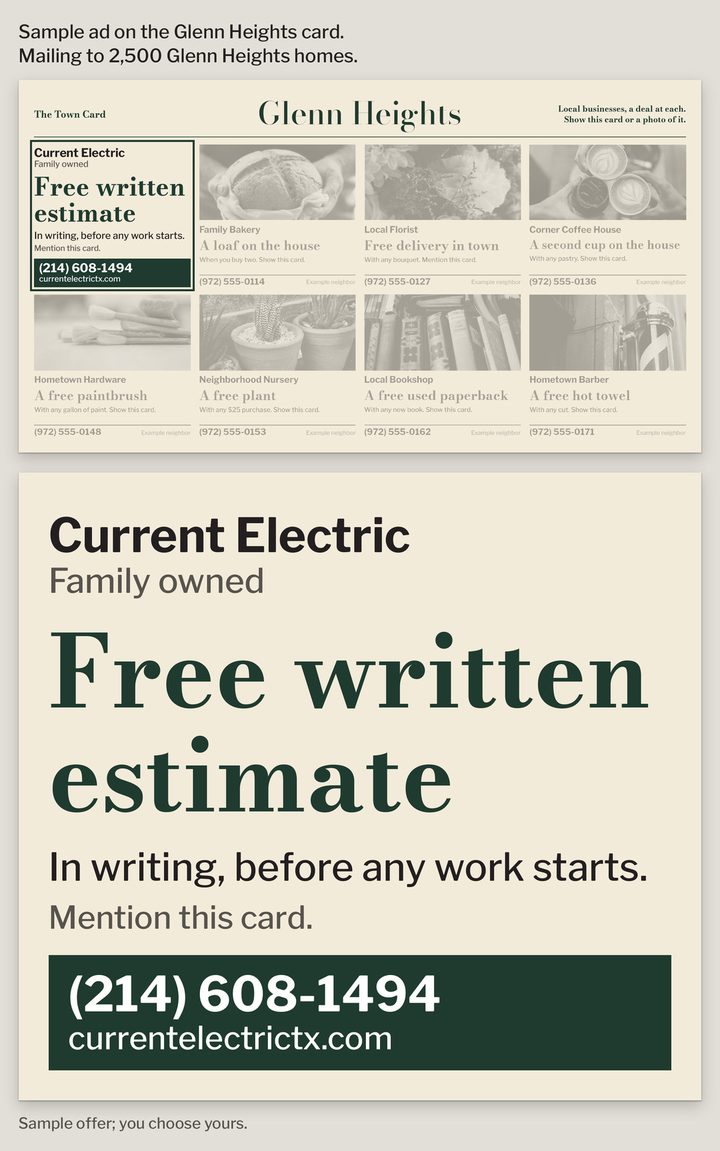 Sample ad on the Glenn Heights card.
Mailing to 2,500 Glenn Heights homes.
The Town Card
Glenn Heights
Local businesses, a deal at each.
Show this card or a photo of it.
Current Electric
Family owned
Free written
estimate
In writing, before any work starts.
Mention this card.
(214) 608-1494
currentelectrictx.com
Family Bakery
A loaf on the house
When you buy two. Show this card.
(972) 555-0114 Example neighbor
Local Florist
Free delivery in town
With any bouquet. Mention this card.
(972) 555-0127 Example neighbor
Corner Coffee House
A second cup on the house
With any pastry. Show this card.
(972) 555-0136 Example neighbor
Hometown Hardware
A free paintbrush
With any gallon of paint. Show this card.
(972) 555-0148 Example neighbor
Neighborhood Nursery
A free plant
With any $25 purchase. Show this card.
(972) 555-0153 Example neighbor
Local Bookshop
A free used paperback
With any new book. Show this card.
(972) 555-0162 Example neighbor
Hometown Barber
A free hot towel
With any cut. Show this card.
(972) 555-0171 Example neighbor
Current Electric
Family owned
Free written
estimate
In writing, before any work starts.
Mention this card.
(214) 608-1494
currentelectrictx.com
Sample offer; you choose yours.